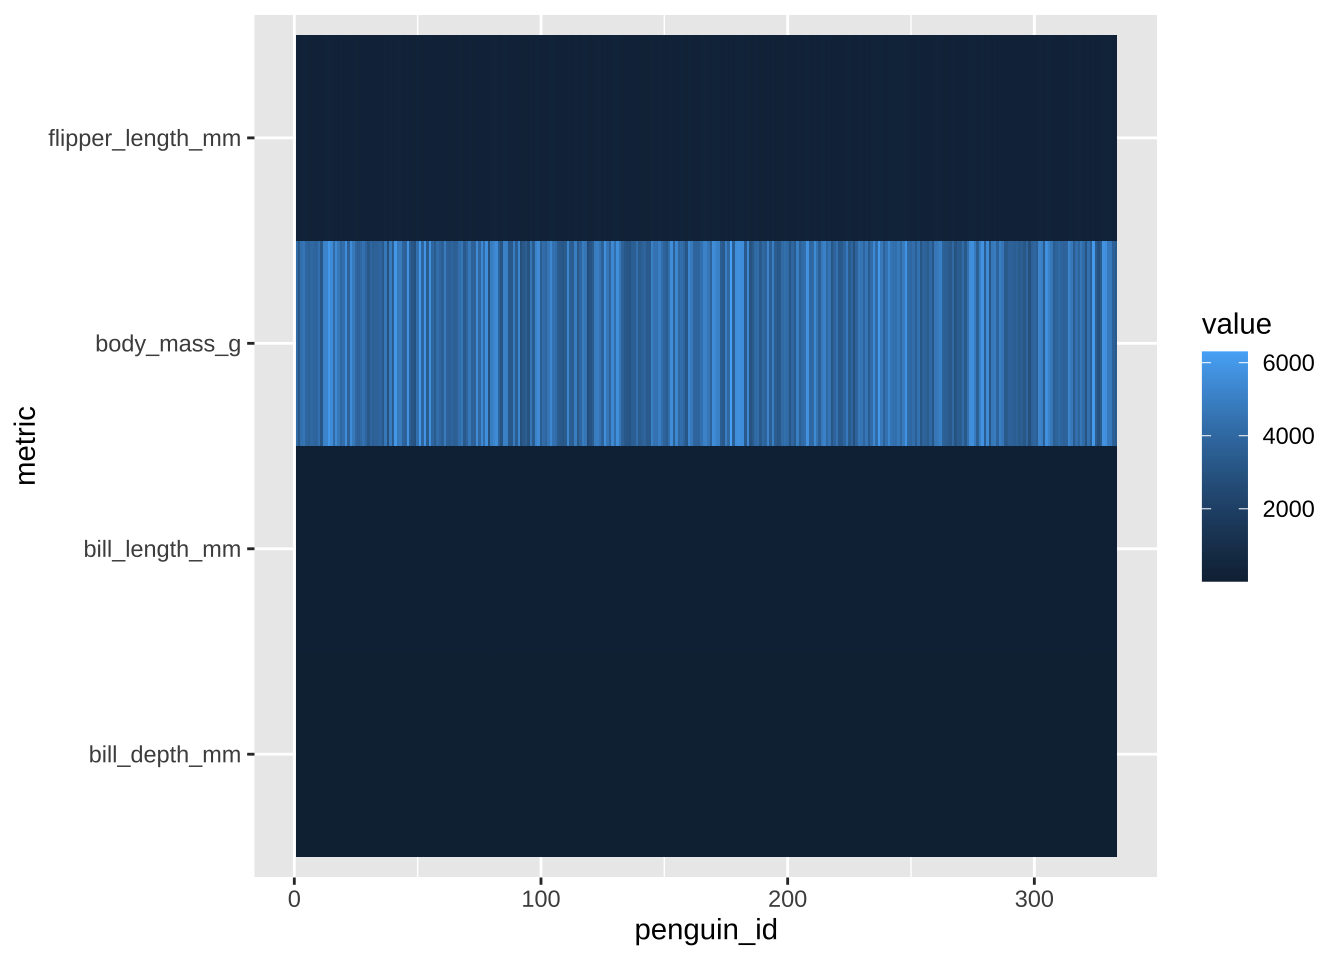 flipper_length_mm
body_mass_g
bill_length_mm
bill_depth_mm
metric
0 100 200 300
penguin_id
value
6000
4000
2000